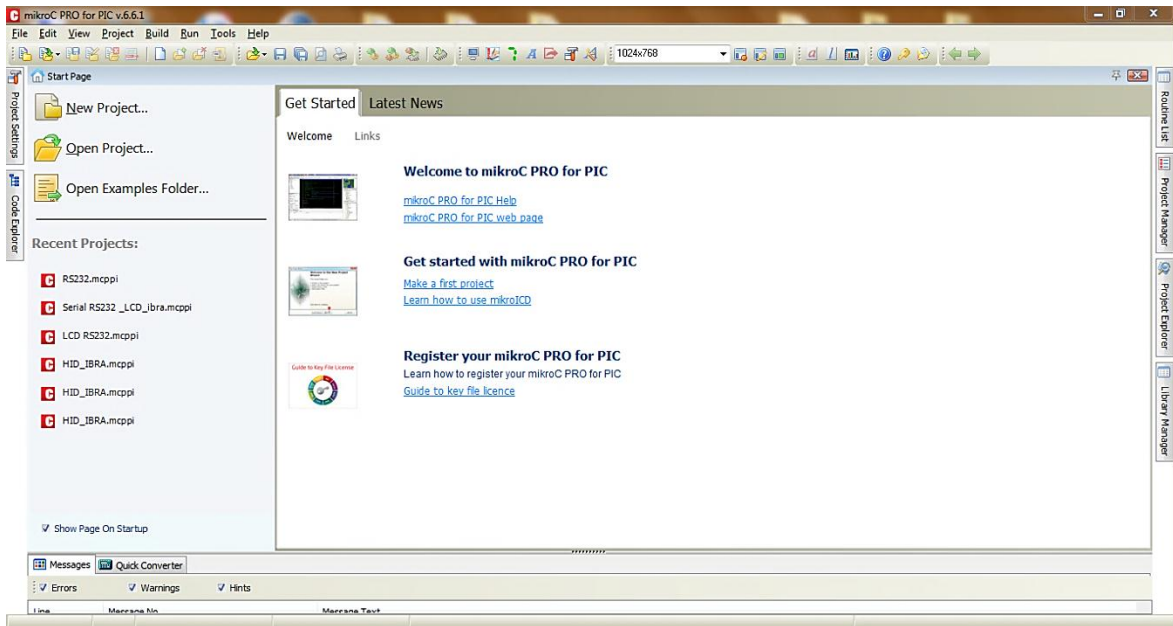 mikroC PRO for PIC v.6.6.1
File Edit View Project Build Run Tools Help
1024x768
Start Page
Project Settings
Code Explorer
New Project...
Open Project...
Open Examples Folder...
Recent Projects:
RS232.mcppi
Serial RS232 _LCD_ibra.mcppi
LCD RS232.mcppi
HID_IBRA.mcppi
HID_IBRA.mcppi
HID_IBRA.mcppi
Show Page On Startup
Get Started Latest News
Welcome Links
Welcome to mikroC PRO for PIC
mikroC PRO for PIC Help
mikroC PRO for PIC web page
Get started with mikroC PRO for PIC
Make a first project
Learn how to use mikroICD
Guide to Key File License
Register your mikroC PRO for PIC
Learn how to register your mikroC PRO for PIC
Guide to key file licence
Routine List
Project Manager
Project Explorer
Library Manager
Messages Quick Converter
Errors Warnings Hints
Line Message No. Message Text